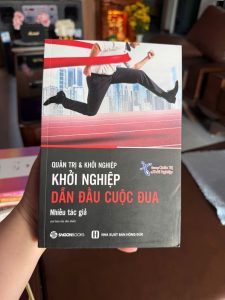 QUẢN TRỊ & KHỞI NGHIỆP
KHỞI NGHIỆP
DẪN ĐẦU CUỘC ĐUA
Nhiều tác giả
SAIGONBOOKS
NHÀ XUẤT BẢN HỒNG ĐỨC